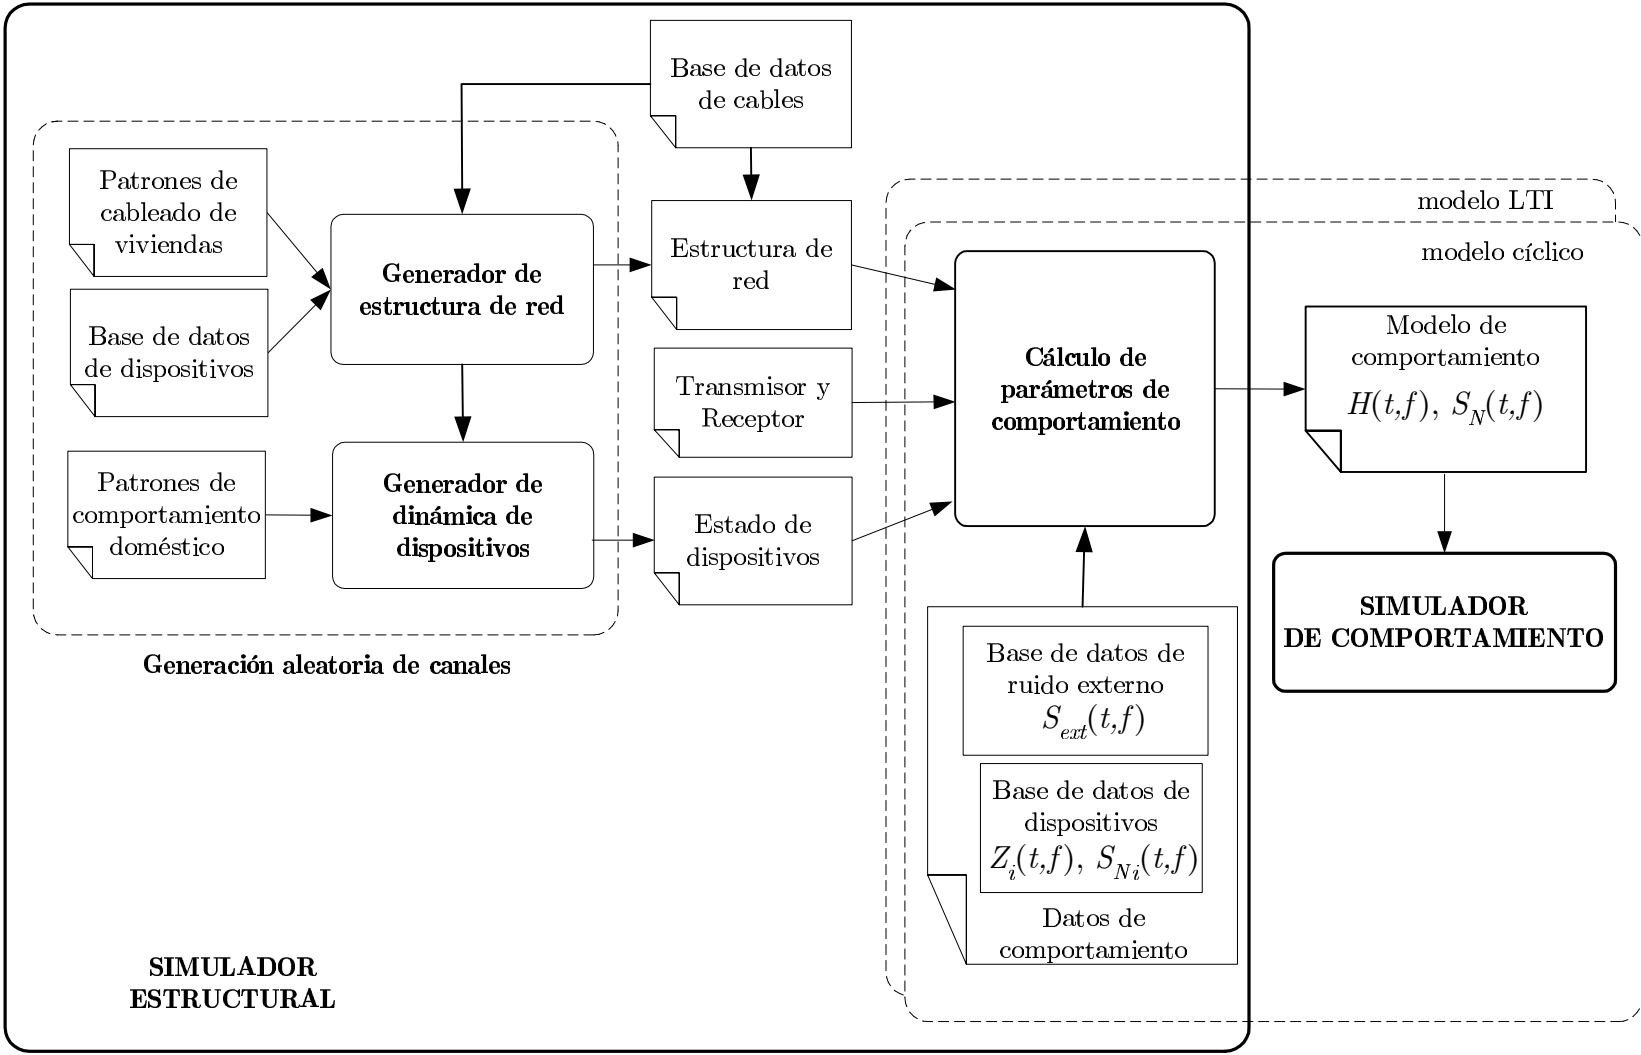 Base de datos
de cables
Patrones de
cableado de
viviendas
Base de datos
de dispositivos
Patrones de
comportamiento
doméstico
Generador de
estructura de red
Generador de
dinámica de
dispositivos
Generación aleatoria de canales
Estructura de
red
Transmisor y
Receptor
Estado de
dispositivos
modelo LTI
modelo cíclico
Cálculo de
parámetros de
comportamiento
Modelo de
comportamiento
H(t,f), S_N(t,f)
SIMULADOR
DE COMPORTAMIENTO
Base de datos de
ruido externo
S_ext(t,f)
Base de datos de
dispositivos
Z_i(t,f), S_Ni(t,f)
Datos de
comportamiento
SIMULADOR
ESTRUCTURAL